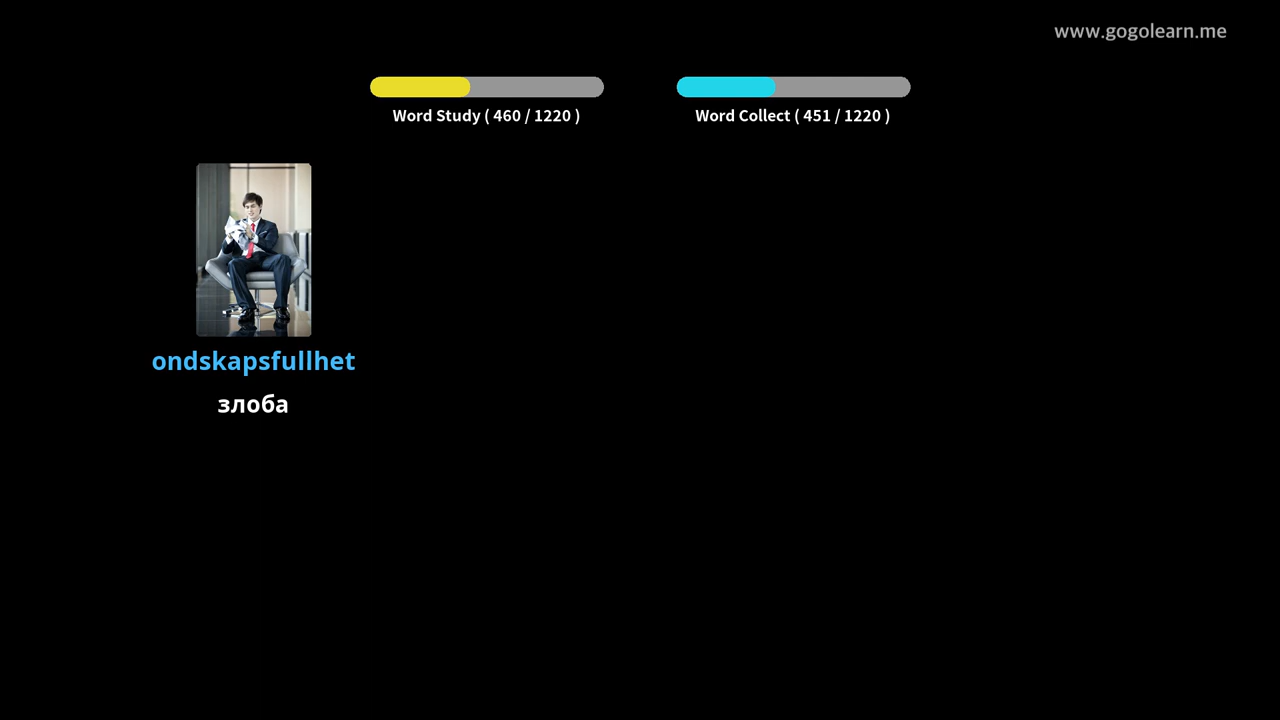 www.gogolearn.me
Word Study ( 460 / 1220 )
Word Collect ( 451 / 1220 )
ondskapsfullhet
злоба